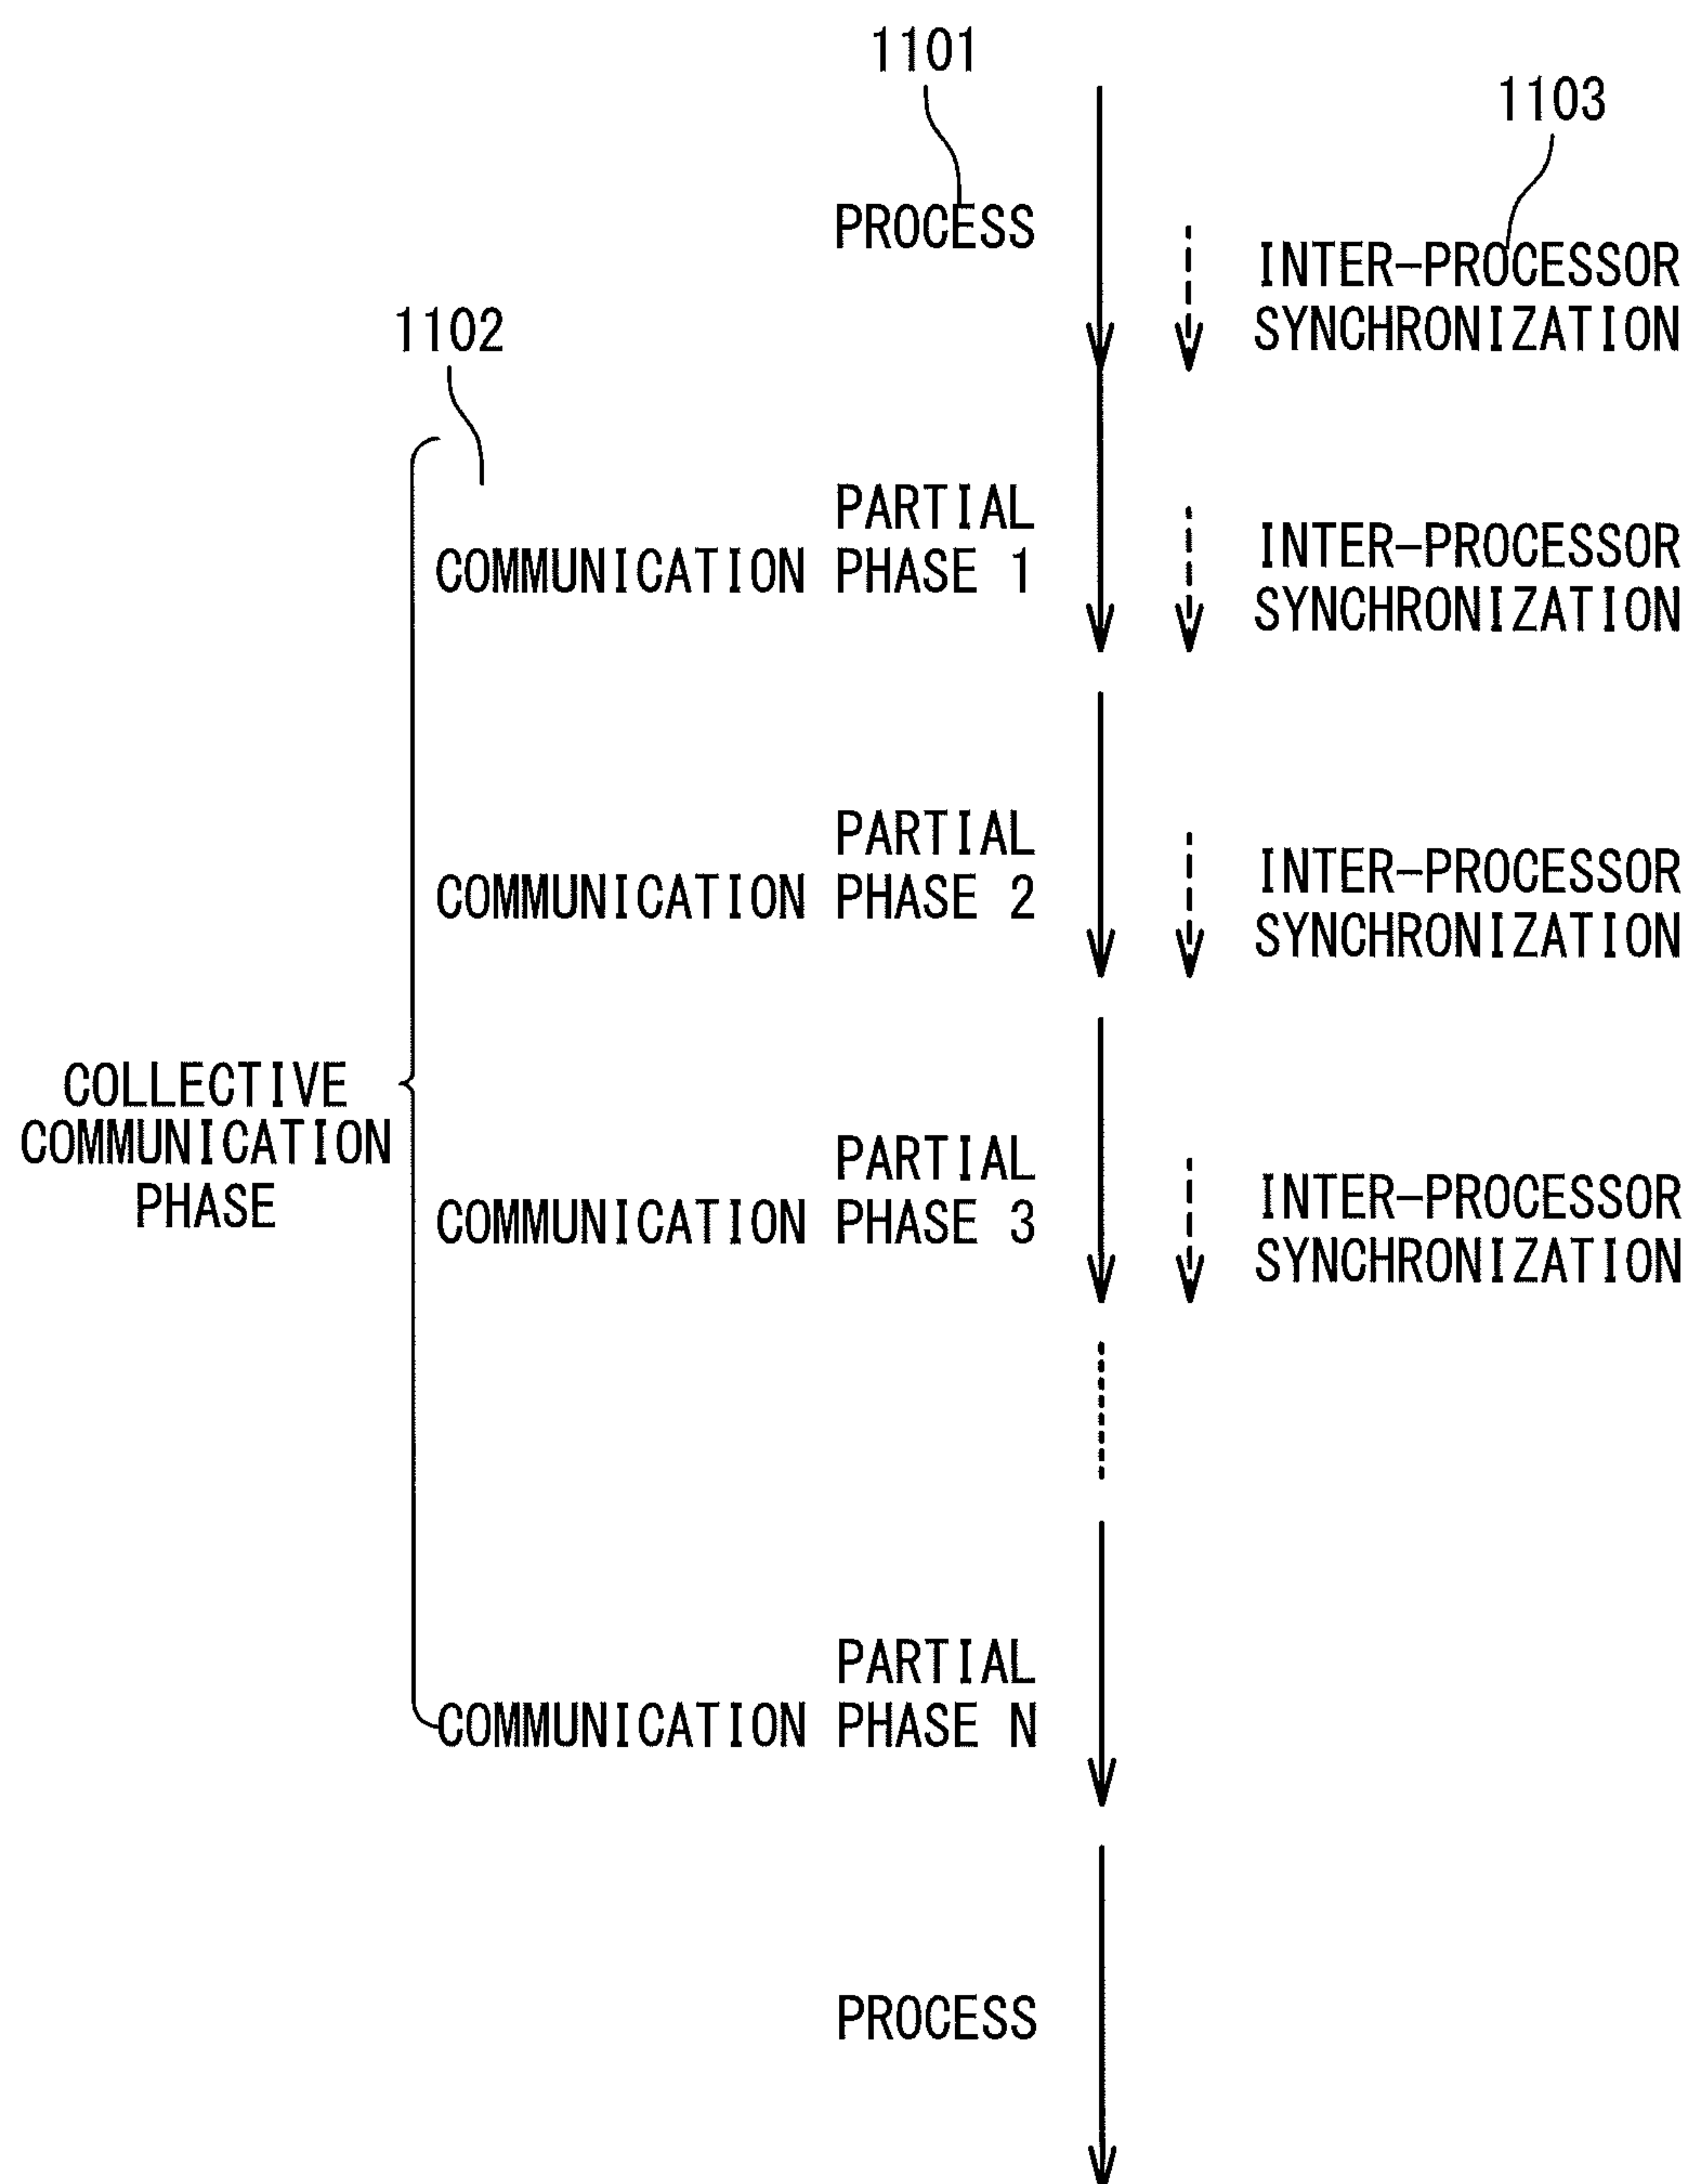 1101
1103
PROCESS
INTER-PROCESSOR
SYNCHRONIZATION
1102
PARTIAL
COMMUNICATION PHASE 1
INTER-PROCESSOR
SYNCHRONIZATION
PARTIAL
COMMUNICATION PHASE 2
INTER-PROCESSOR
SYNCHRONIZATION
COLLECTIVE
COMMUNICATION
PHASE
PARTIAL
COMMUNICATION PHASE 3
INTER-PROCESSOR
SYNCHRONIZATION
PARTIAL
COMMUNICATION PHASE N
PROCESS